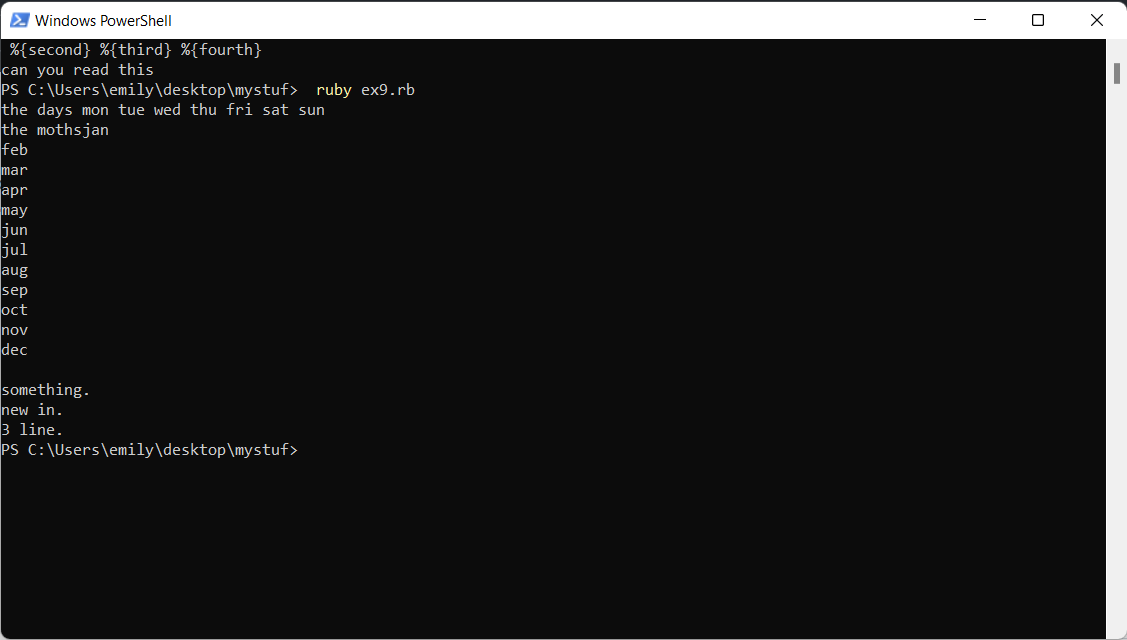 Windows PowerShell
%{second} %{third} %{fourth}
can you read this
PS C:\Users\emily\desktop\mystuf>  ruby ex9.rb
the days mon tue wed thu fri sat sun
the mothsjan
feb
mar
apr
may
jun
jul
aug
sep
oct
nov
dec
something.
new in.
3 line.
PS C:\Users\emily\desktop\mystuf>